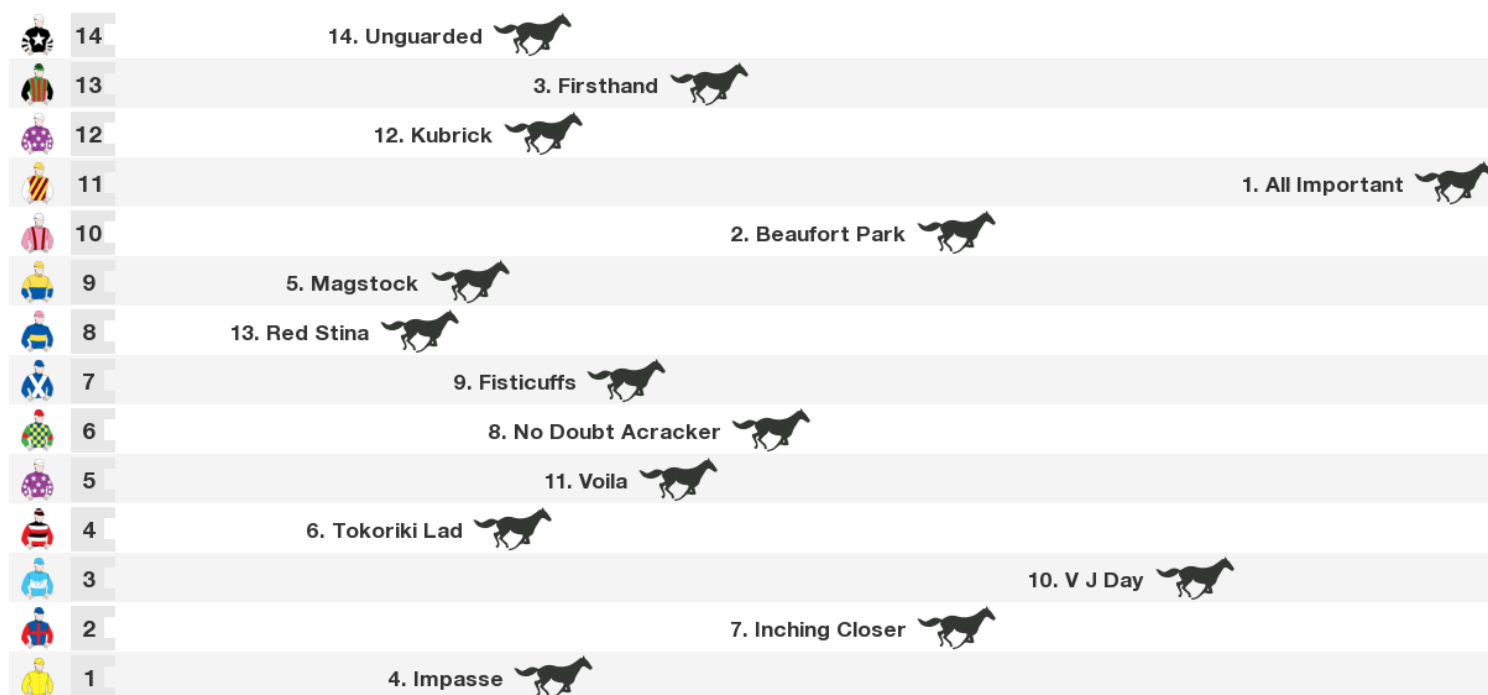 14 14. Unguarded
13 3. Firsthand
12 12. Kubrick
11 1. All Important
10 2. Beaufort Park
9 5. Magstock
8 13. Red Stina
7 9. Fisticuffs
6 8. No Doubt Acracker
5 11. Voila
4 6. Tokoriki Lad
3 10. V J Day
2 7. Inching Closer
1 4. Impasse